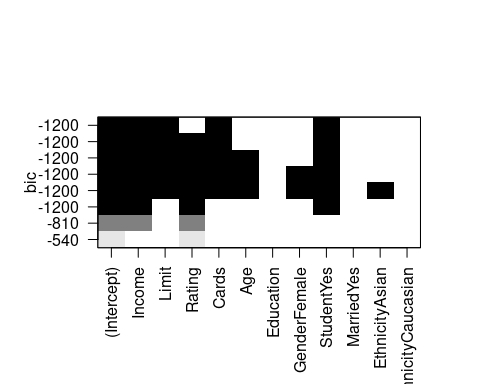 bic
-1200
-1200
-1200
-1200
-1200
-1200
-810
-540
(Intercept)
Income
Limit
Rating
Cards
Age
Education
GenderFemale
StudentYes
MarriedYes
EthnicityAsian
nicityCaucasian